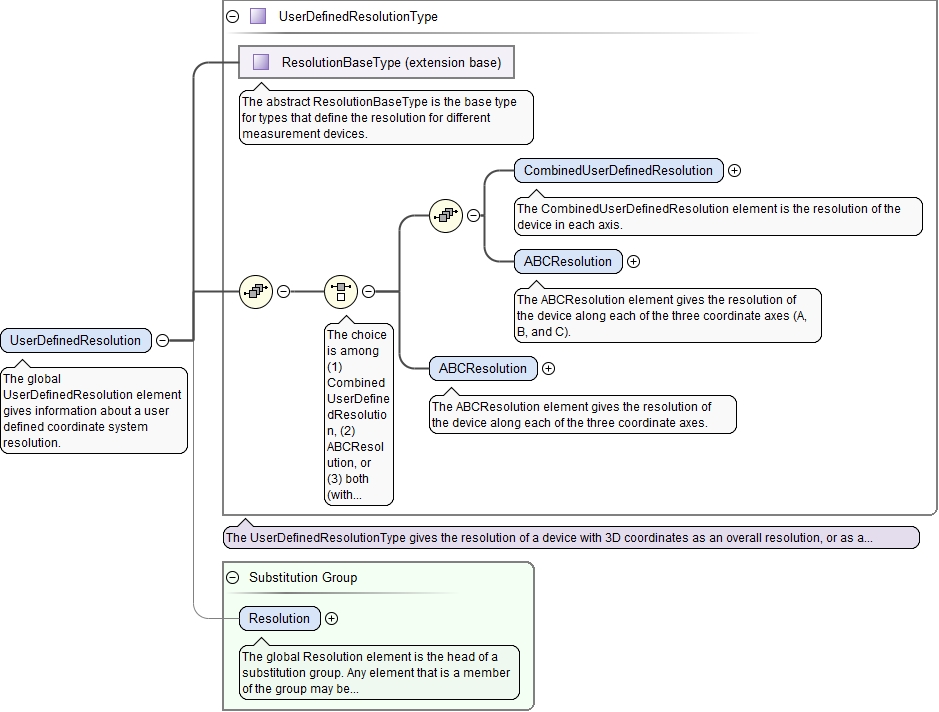 UserDefinedResolutionType
ResolutionBaseType (extension base)
The abstract ResolutionBaseType is the base type
for types that define the resolution for different
measurement devices.
CombinedUserDefinedResolution
The CombinedUserDefinedResolution element is the resolution of the
device in each axis.
ABCResolution
The ABCResolution element gives the resolution of
the device along each of the three coordinate axes (A,
B, and C).
UserDefinedResolution
The global
UserDefinedResolution element
gives information about a user
defined coordinate system
resolution.
The choice
is among
(1)
Combined
UserDefine
dResolutio
n, (2)
ABCResol
ution, or
(3) both
(with...
ABCResolution
The ABCResolution element gives the resolution of
the device along each of the three coordinate axes.
The UserDefinedResolutionType gives the resolution of a device with 3D coordinates as an overall resolution, or as a...
Substitution Group
Resolution
The global Resolution element is the head of a
substitution group. Any element that is a member
of the group may be...